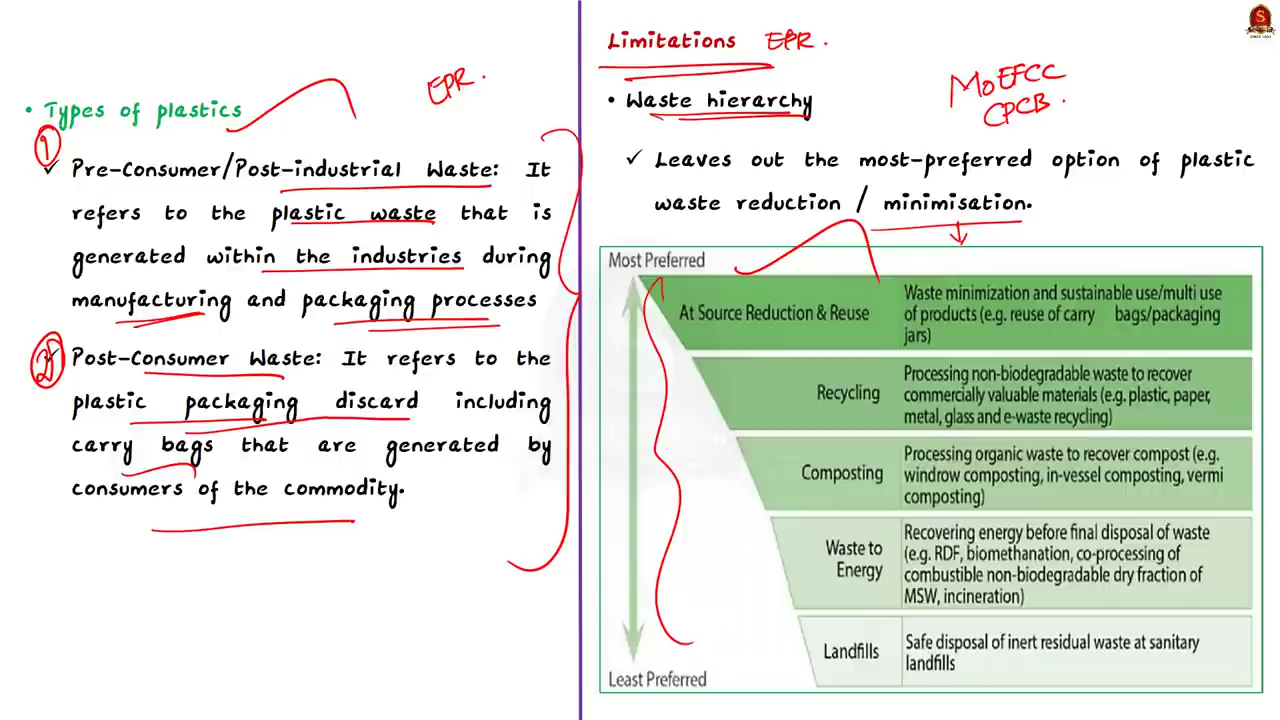 • Types of plastics
EPR.
1
✓ Pre-Consumer/Post-industrial Waste: It
refers to the plastic waste that is
generated within the industries during
manufacturing and packaging processes
2
✓ Post-Consumer Waste: It refers to the
plastic packaging discard including
carry bags that are generated by
consumers of the commodity.
Limitations EPR.
• Waste hierarchy
MoEFCC
CPCB.
✓ Leaves out the most-preferred option of plastic
waste reduction / minimisation.
Most Preferred
At Source Reduction & Reuse
Waste minimization and sustainable use/multi use
of products (e.g. reuse of carry bags/packaging
jars)
Recycling
Processing non-biodegradable waste to recover
commercially valuable materials (e.g. plastic, paper,
metal, glass and e-waste recycling)
Composting
Processing organic waste to recover compost (e.g.
windrow composting, in-vessel composting, vermi
composting)
Waste to
Energy
Recovering energy before final disposal of waste
(e.g. RDF, biomethanation, co-processing of
combustible non-biodegradable dry fraction of
MSW, incineration)
Landfills
Safe disposal of inert residual waste at sanitary
landfills
Least Preferred